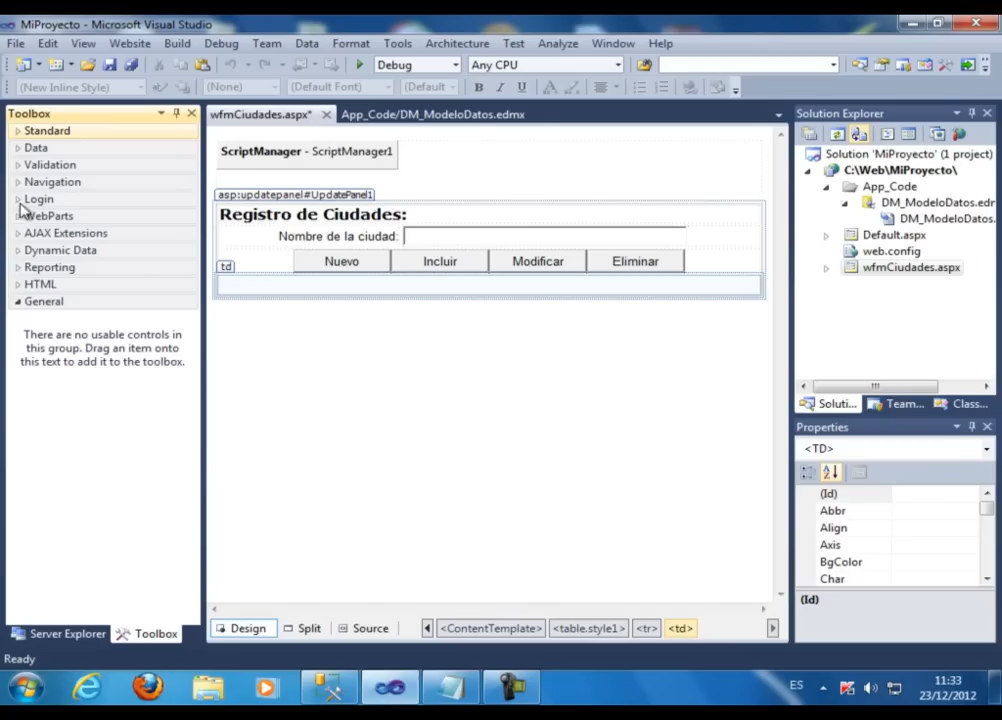 MiProyecto - Microsoft Visual Studio
File Edit View Website Build Debug Team Data Format Tools Architecture Test Analyze Window Help
Debug Any CPU
(New Inline Style) (None) (Default Font) (Default B I U
Toolbox
Standard
Data
Validation
Navigation
Login
WebParts
AJAX Extensions
Dynamic Data
Reporting
HTML
General
There are no usable controls in
this group. Drag an item onto
this text to add it to the toolbox.
Server Explorer Toolbox
wfmCiudades.aspx* App_Code/DM_ModeloDatos.edmx
ScriptManager - ScriptManager1
asp:updatepanel#UpdatePanel1
Registro de Ciudades:
Nombre de la ciudad:
td
Nuevo Incluir Modificar Eliminar
Design Split Source <ContentTemplate> <table.style1> <tr> <td>
Solution Explorer
Solution 'MiProyecto' (1 project)
C:\Web\MiProyecto\
App_Code
DM_ModeloDatos.edr
DM_ModeloDatos.
Default.aspx
web.config
wfmCiudades.aspx
Soluti... Team... Class...
Properties
<TD>
(Id)
Abbr
Align
Axis
BgColor
Char
(Id)
Ready
ES
11:33
23/12/2012